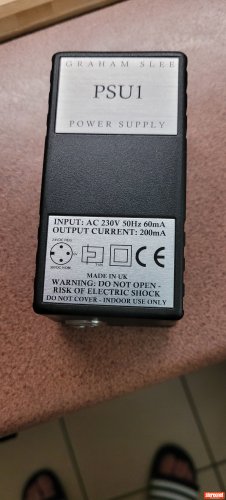 GRAHAM SLEE
PSU1
POWER SUPPLY
INPUT: AC 230V 50Hz 60mA
OUTPUT CURRENT: 200mA
MADE IN UK
WARNING: DO NOT OPEN -
RISK OF ELECTRIC SHOCK
DO NOT COVER - INDOOR USE ONLY